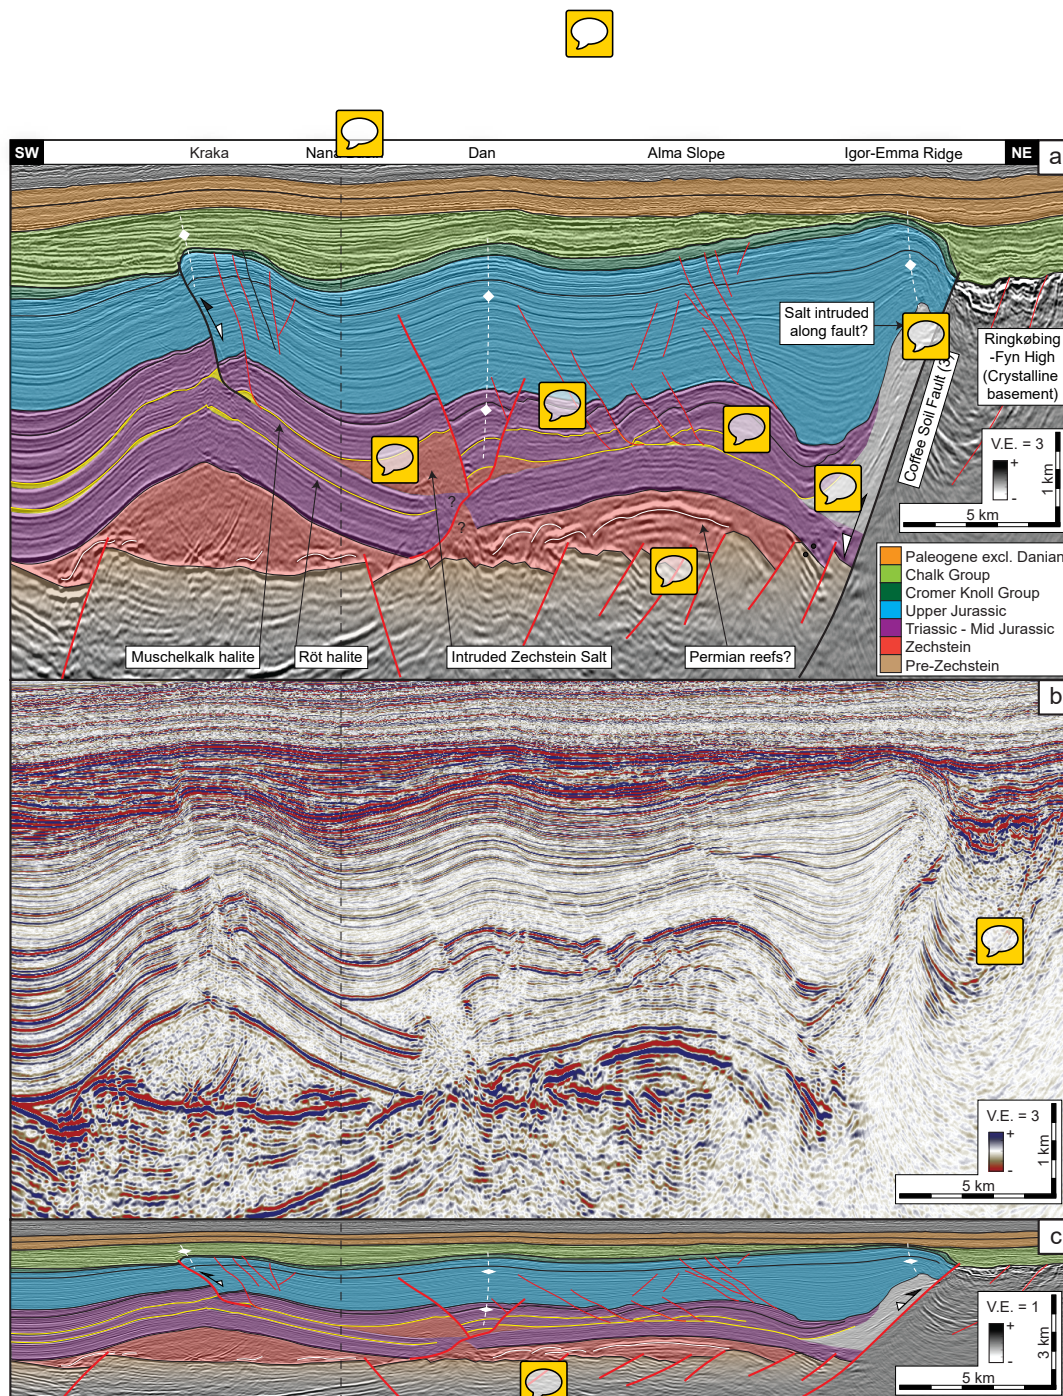 SW
Kraka
Dan
Alma Slope
Igor-Emma Ridge
NE
a
Salt intruded
along fault?
Ringkøbing
-Fyn High
(Crystalline
basement)
Coffee Soil Fault
V.E. = 3
+
-
1 km
5 km
?
?
Muschelkalk halite
Röt halite
Intruded Zechstein Salt
Permian reefs?
Paleogene excl. Danian
Chalk Group
Cromer Knoll Group
Upper Jurassic
Triassic - Mid Jurassic
Zechstein
Pre-Zechstein
b
V.E. = 3
+
-
1 km
5 km
c
V.E. = 1
+
-
3 km
5 km